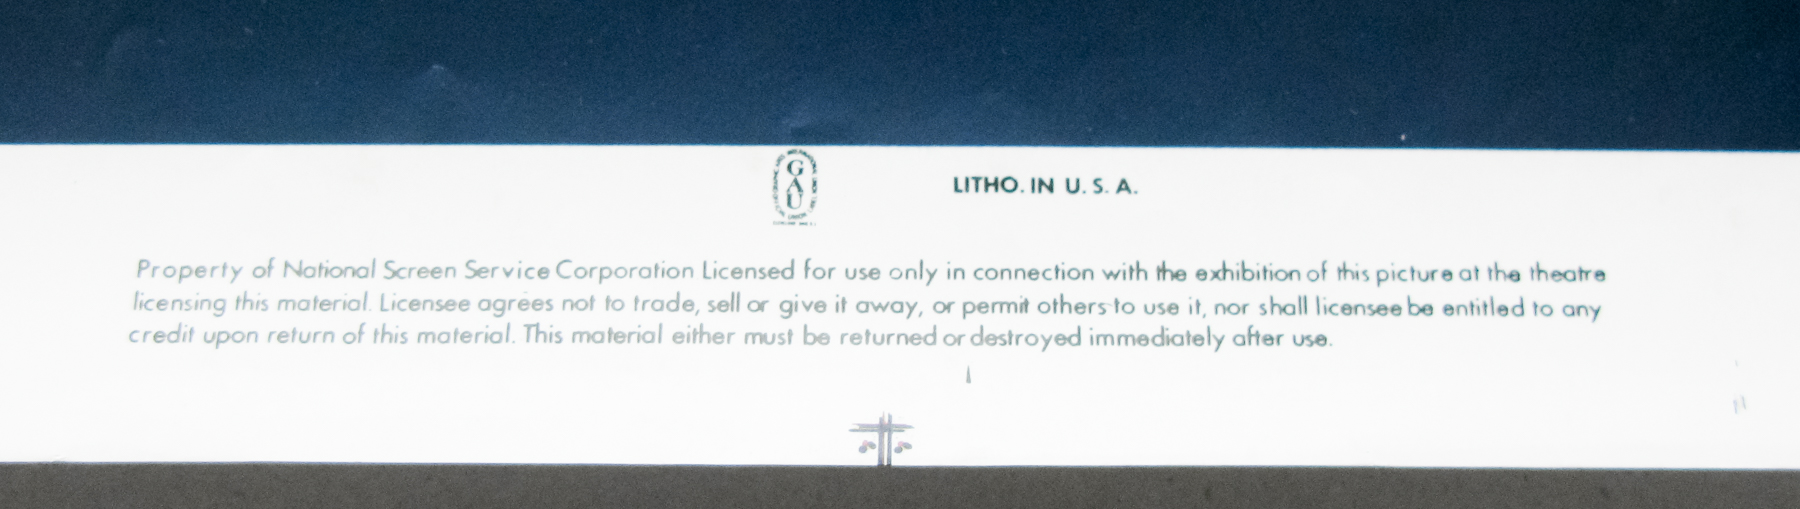 GAU
LITHO. IN U. S. A.
Property of National Screen Service Corporation Licensed for use only in connection with the exhibition of this picture at the theatre
licensing this material. Licensee agrees not to trade, sell or give it away, or permit others to use it, nor shall licensee be entitled to any
credit upon return of this material. This material either must be returned or destroyed immediately after use.